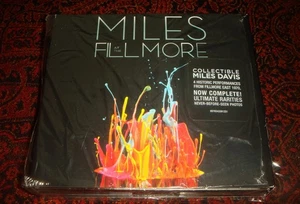 MILES
AT THE
FILLMORE
COLLECTIBLE
MILES DAVIS
4 HISTORIC PERFORMANCES
FROM FILLMORE EAST 1970,
NOW COMPLETE!
ULTIMATE RARITIES
NEVER-BEFORE-SEEN PHOTOS